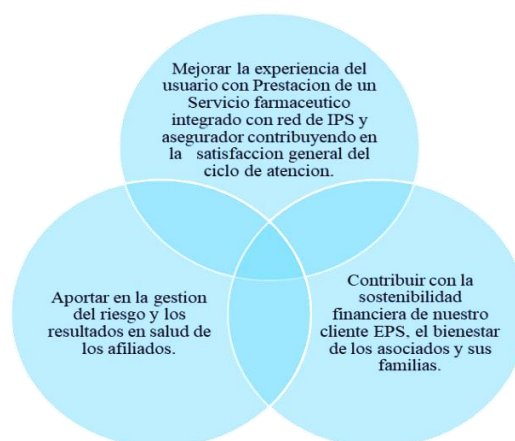 Mejorar la experiencia del
usuario con Prestacion de un
Servicio farmaceutico
integrado con red de IPS y
asegurador contribuyendo en
la satisfaccion general del
ciclo de atencion.
Aportar en la gestion
del riesgo y los
resultados en salud de
los afiliados.
Contribuir con la
sostenibilidad
financiera de nuestro
cliente EPS, el bienestar
de los asociados y sus
familias.